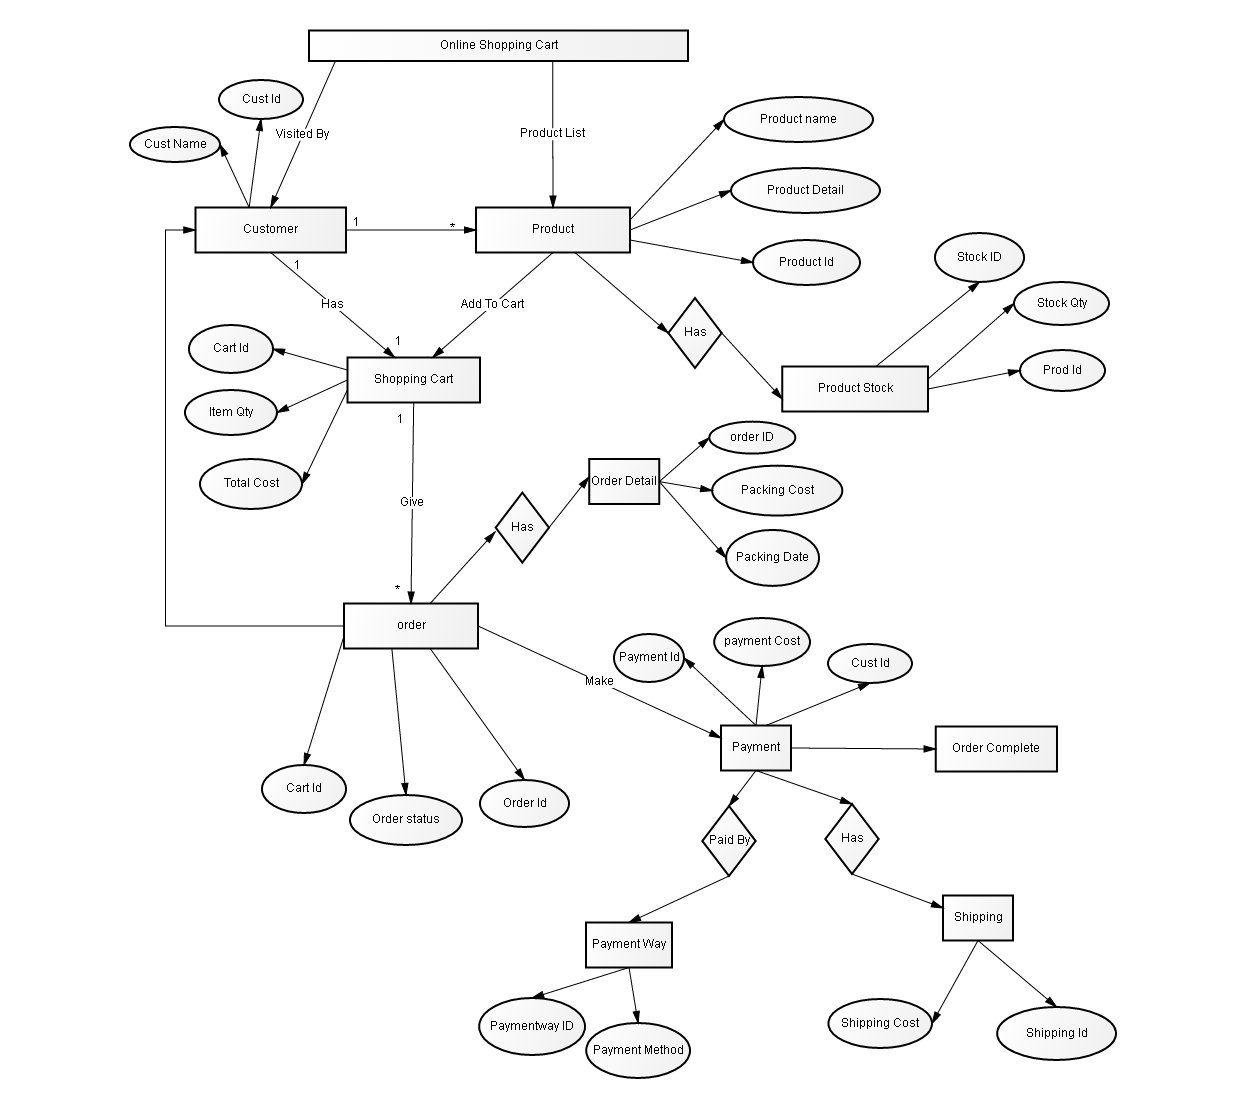 Online Shopping Cart
Cust Id
Cust Name
Visited By
Product List
Product name
Product Detail
Product Id
Customer
1
*
Product
1
Has
1
Add To Cart
Has
Stock ID
Stock Qty
Prod Id
Product Stock
Cart Id
Item Qty
Total Cost
Shopping Cart
1
Give
*
Has
Order Detail
order ID
Packing Cost
Packing Date
order
Make
Payment Id
payment Cost
Cust Id
Payment
Order Complete
Cart Id
Order status
Order Id
Paid By
Has
Payment Way
Shipping
Paymentway ID
Payment Method
Shipping Cost
Shipping Id